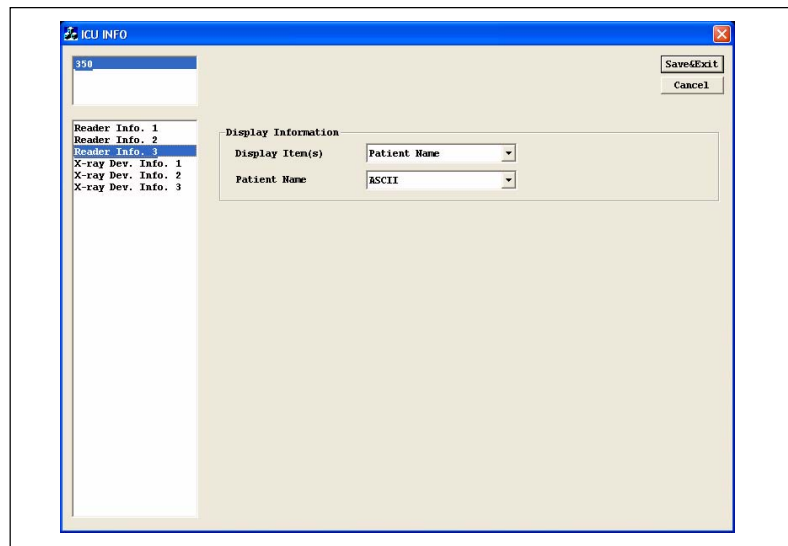 ICU INFO
350
Save&Exit
Cancel
Reader Info. 1
Reader Info. 2
Reader Info. 3
X-ray Dev. Info. 1
X-ray Dev. Info. 2
X-ray Dev. Info. 3
Display Information
Display Item(s)
Patient Name
Patient Name
ASCII